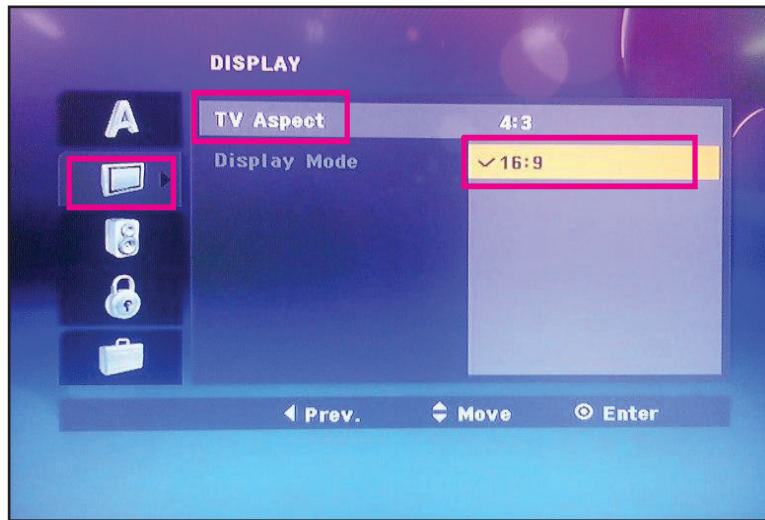 DISPLAY
A
TV Aspect 4:3
Display Mode ✓16:9
◀ Prev. ⬍ Move ⊙ Enter